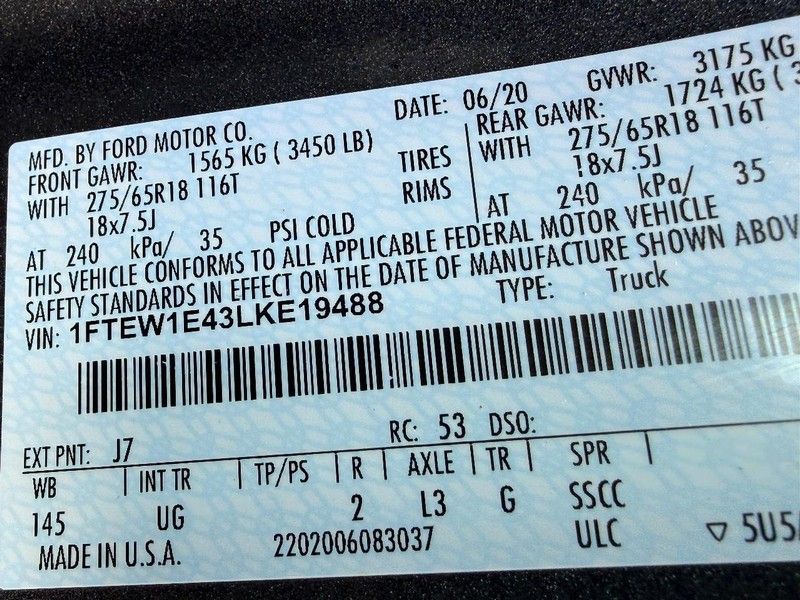 MFD. BY FORD MOTOR CO. DATE: 06/20 GVWR: 3175 KG
FRONT GAWR: 1565 KG ( 3450 LB) REAR GAWR: 1724 KG (
WITH 275/65R18 116T TIRES WITH 275/65R18 116T
18x7.5J RIMS 18x7.5J
AT 240 kPa/ 35 PSI COLD AT 240 kPa/ 35
THIS VEHICLE CONFORMS TO ALL APPLICABLE FEDERAL MOTOR VEHICLE
SAFETY STANDARDS IN EFFECT ON THE DATE OF MANUFACTURE SHOWN ABOV
VIN: 1FTEW1E43LKE19488 TYPE: Truck
EXT PNT: J7 RC: 53 DSO:
WB INT TR TP/PS R AXLE TR SPR
145 UG 2 L3 G SSCC
MADE IN U.S.A. 2202006083037 ULC ▽ 5U5